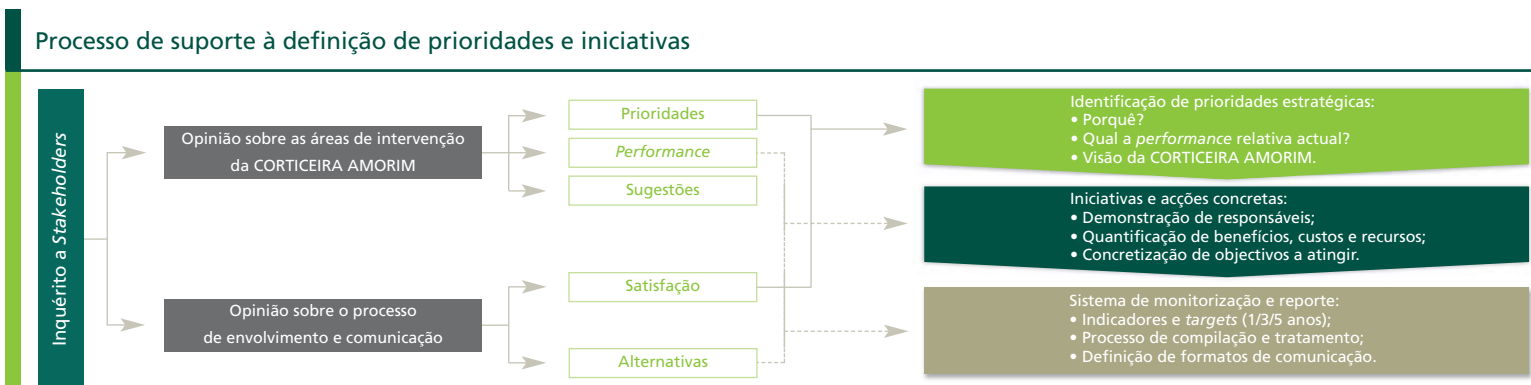 Processo de suporte à definição de prioridades e iniciativas
Inquérito a Stakeholders
Opinião sobre as áreas de intervenção
da CORTICEIRA AMORIM
Opinião sobre o processo
de envolvimento e comunicação
Prioridades
Performance
Sugestões
Satisfação
Alternativas
Identificação de prioridades estratégicas:
• Porquê?
• Qual a performance relativa actual?
• Visão da CORTICEIRA AMORIM.
Iniciativas e acções concretas:
• Demonstração de responsáveis;
• Quantificação de benefícios, custos e recursos;
• Concretização de objectivos a atingir.
Sistema de monitorização e reporte:
• Indicadores e targets (1/3/5 anos);
• Processo de compilação e tratamento;
• Definição de formatos de comunicação.